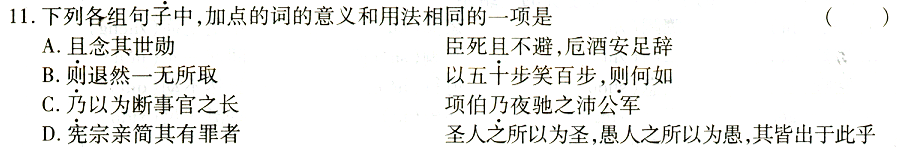 11. 下列各组句子中,加点的词的意义和用法相同的一项是 ( )
A. 且念其世勋 臣死且不避,卮酒安足辞
B. 则退然一无所取 以五十步笑百步,则何如
C. 乃以为断事官之长 项伯乃夜驰之沛公军
D. 宪宗亲简其有罪者 圣人之所以为圣,愚人之所以为愚,其皆出于此乎